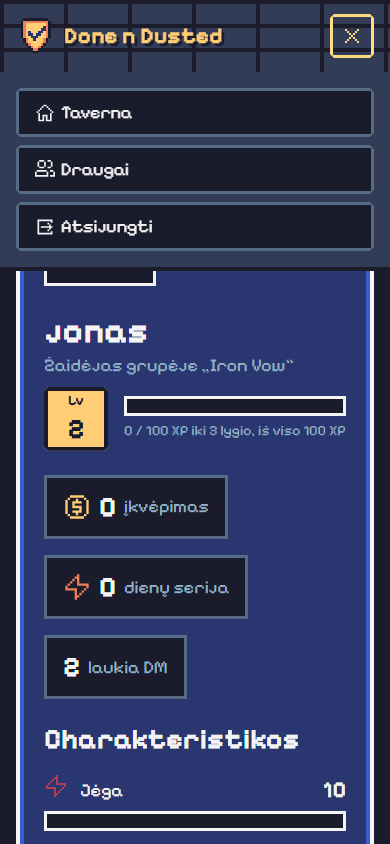 Done n Dusted
Taverna
Draugai
Atsijungti
Jonas
Žaidėjas grupėje „Iron Vow“
Lv
2
0 / 100 XP iki 3 lygio, iš viso 100 XP
0 įkvėpimas
0 dienų serija
2 laukia DM
Charakteristikos
Jėga 10